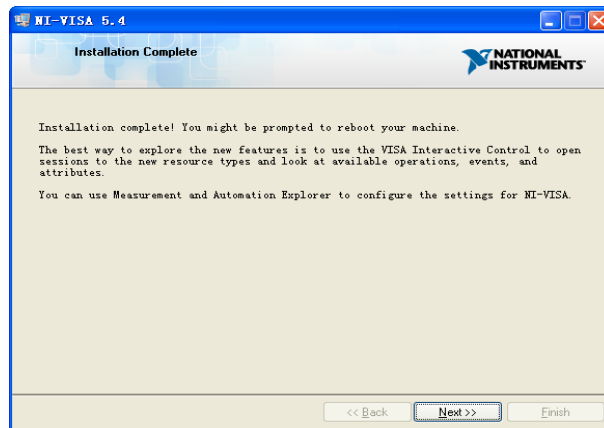 NI-VISA 5.4
Installation Complete
NATIONAL
INSTRUMENTS
Installation complete! You might be prompted to reboot your machine.
The best way to explore the new features is to use the VISA Interactive Control to open
sessions to the new resource types and look at available operations, events, and
attributes.
You can use Measurement and Automation Explorer to configure the settings for NI-VISA.
<< Back
Next >>
Finish